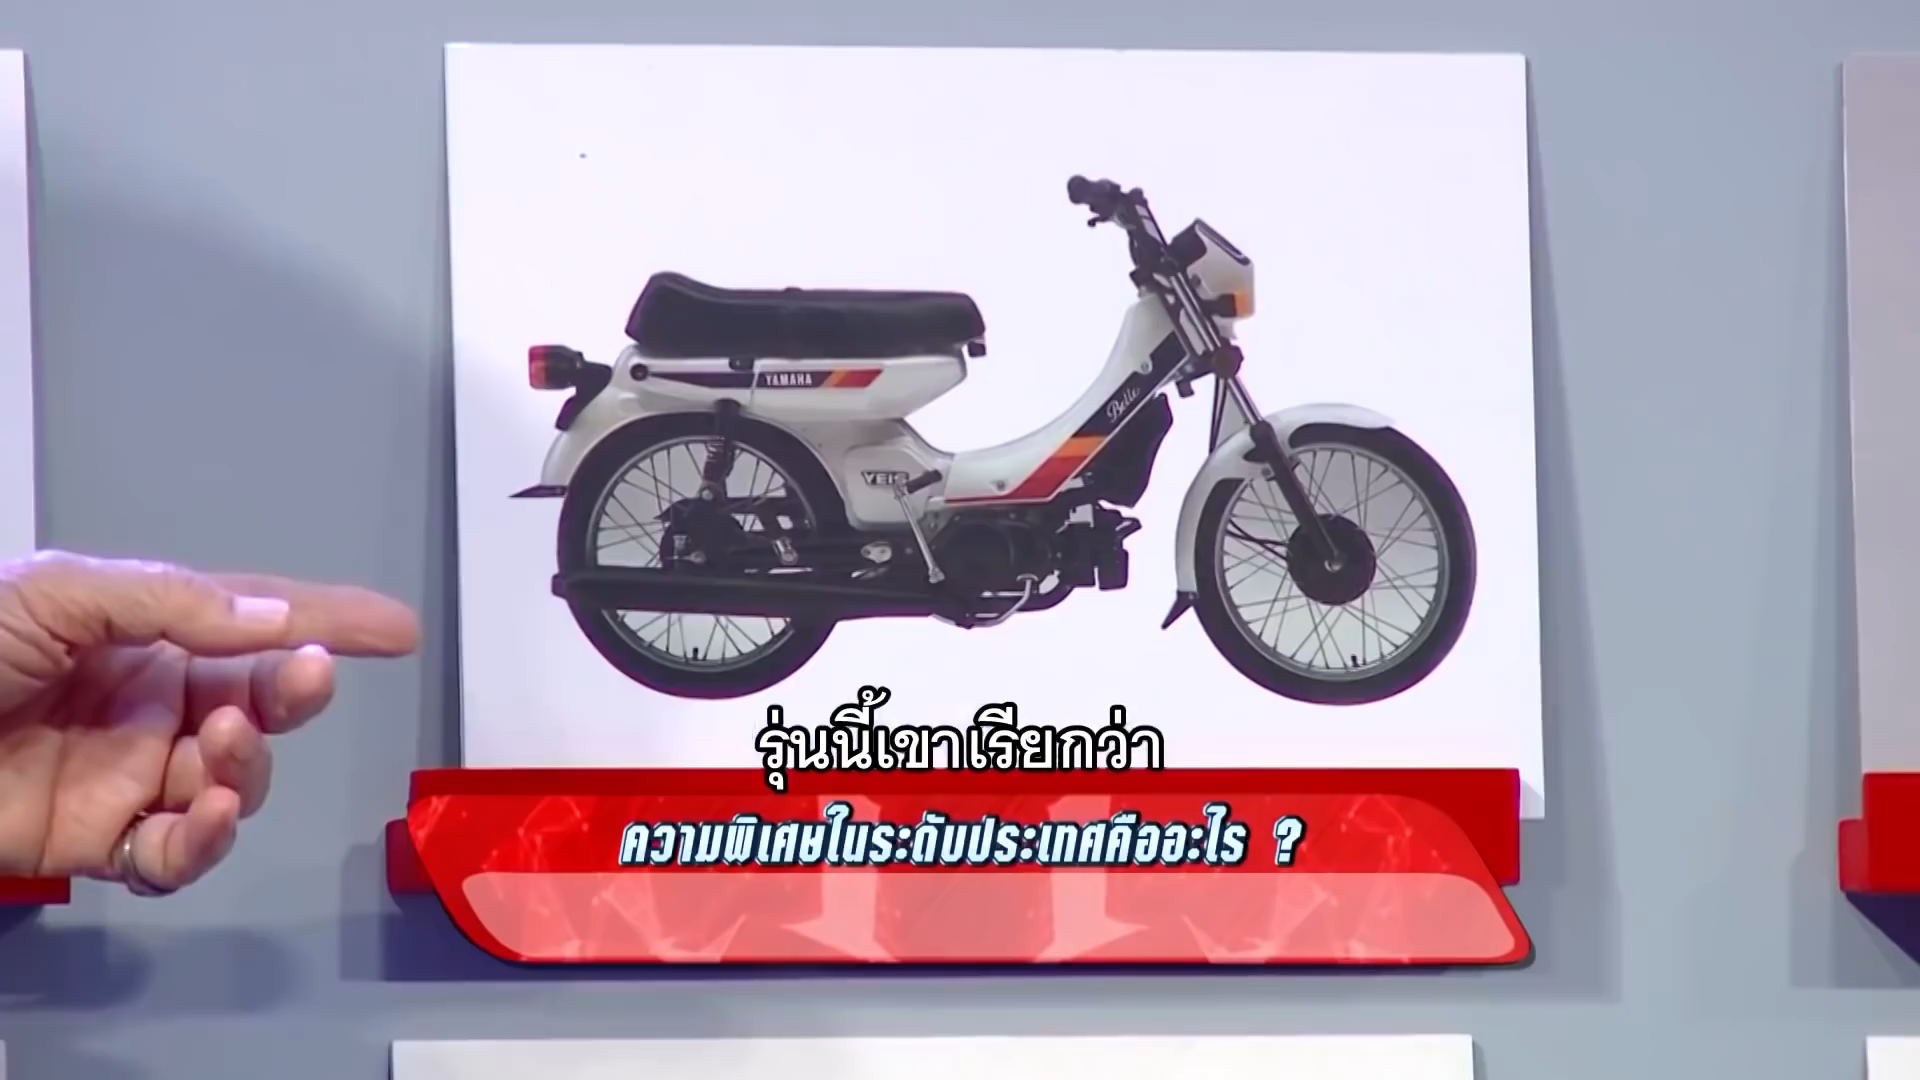 YAMAHA
Belle
YEIS
รุ่นนี้เขาเรียกว่า
ความพิเศษในระดับประเทศคืออะไร ?